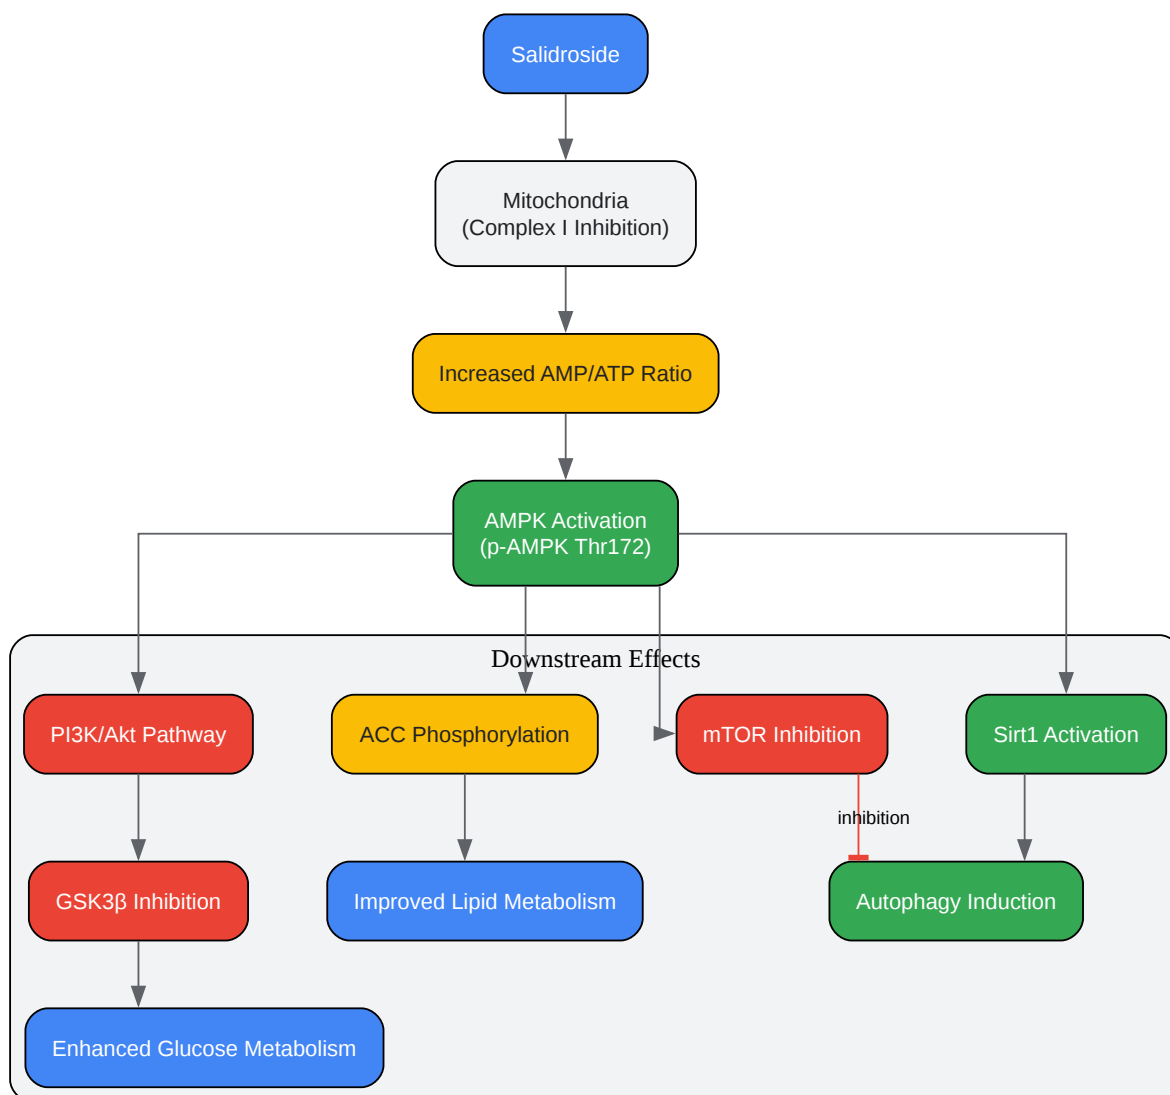 Salidroside
Mitochondria
(Complex I Inhibition)
Increased AMP/ATP Ratio
AMPK Activation
(p-AMPK Thr172)
Downstream Effects
PI3K/Akt Pathway
ACC Phosphorylation
mTOR Inhibition
Sirt1 Activation
inhibition
GSK3β Inhibition
Improved Lipid Metabolism
Autophagy Induction
Enhanced Glucose Metabolism